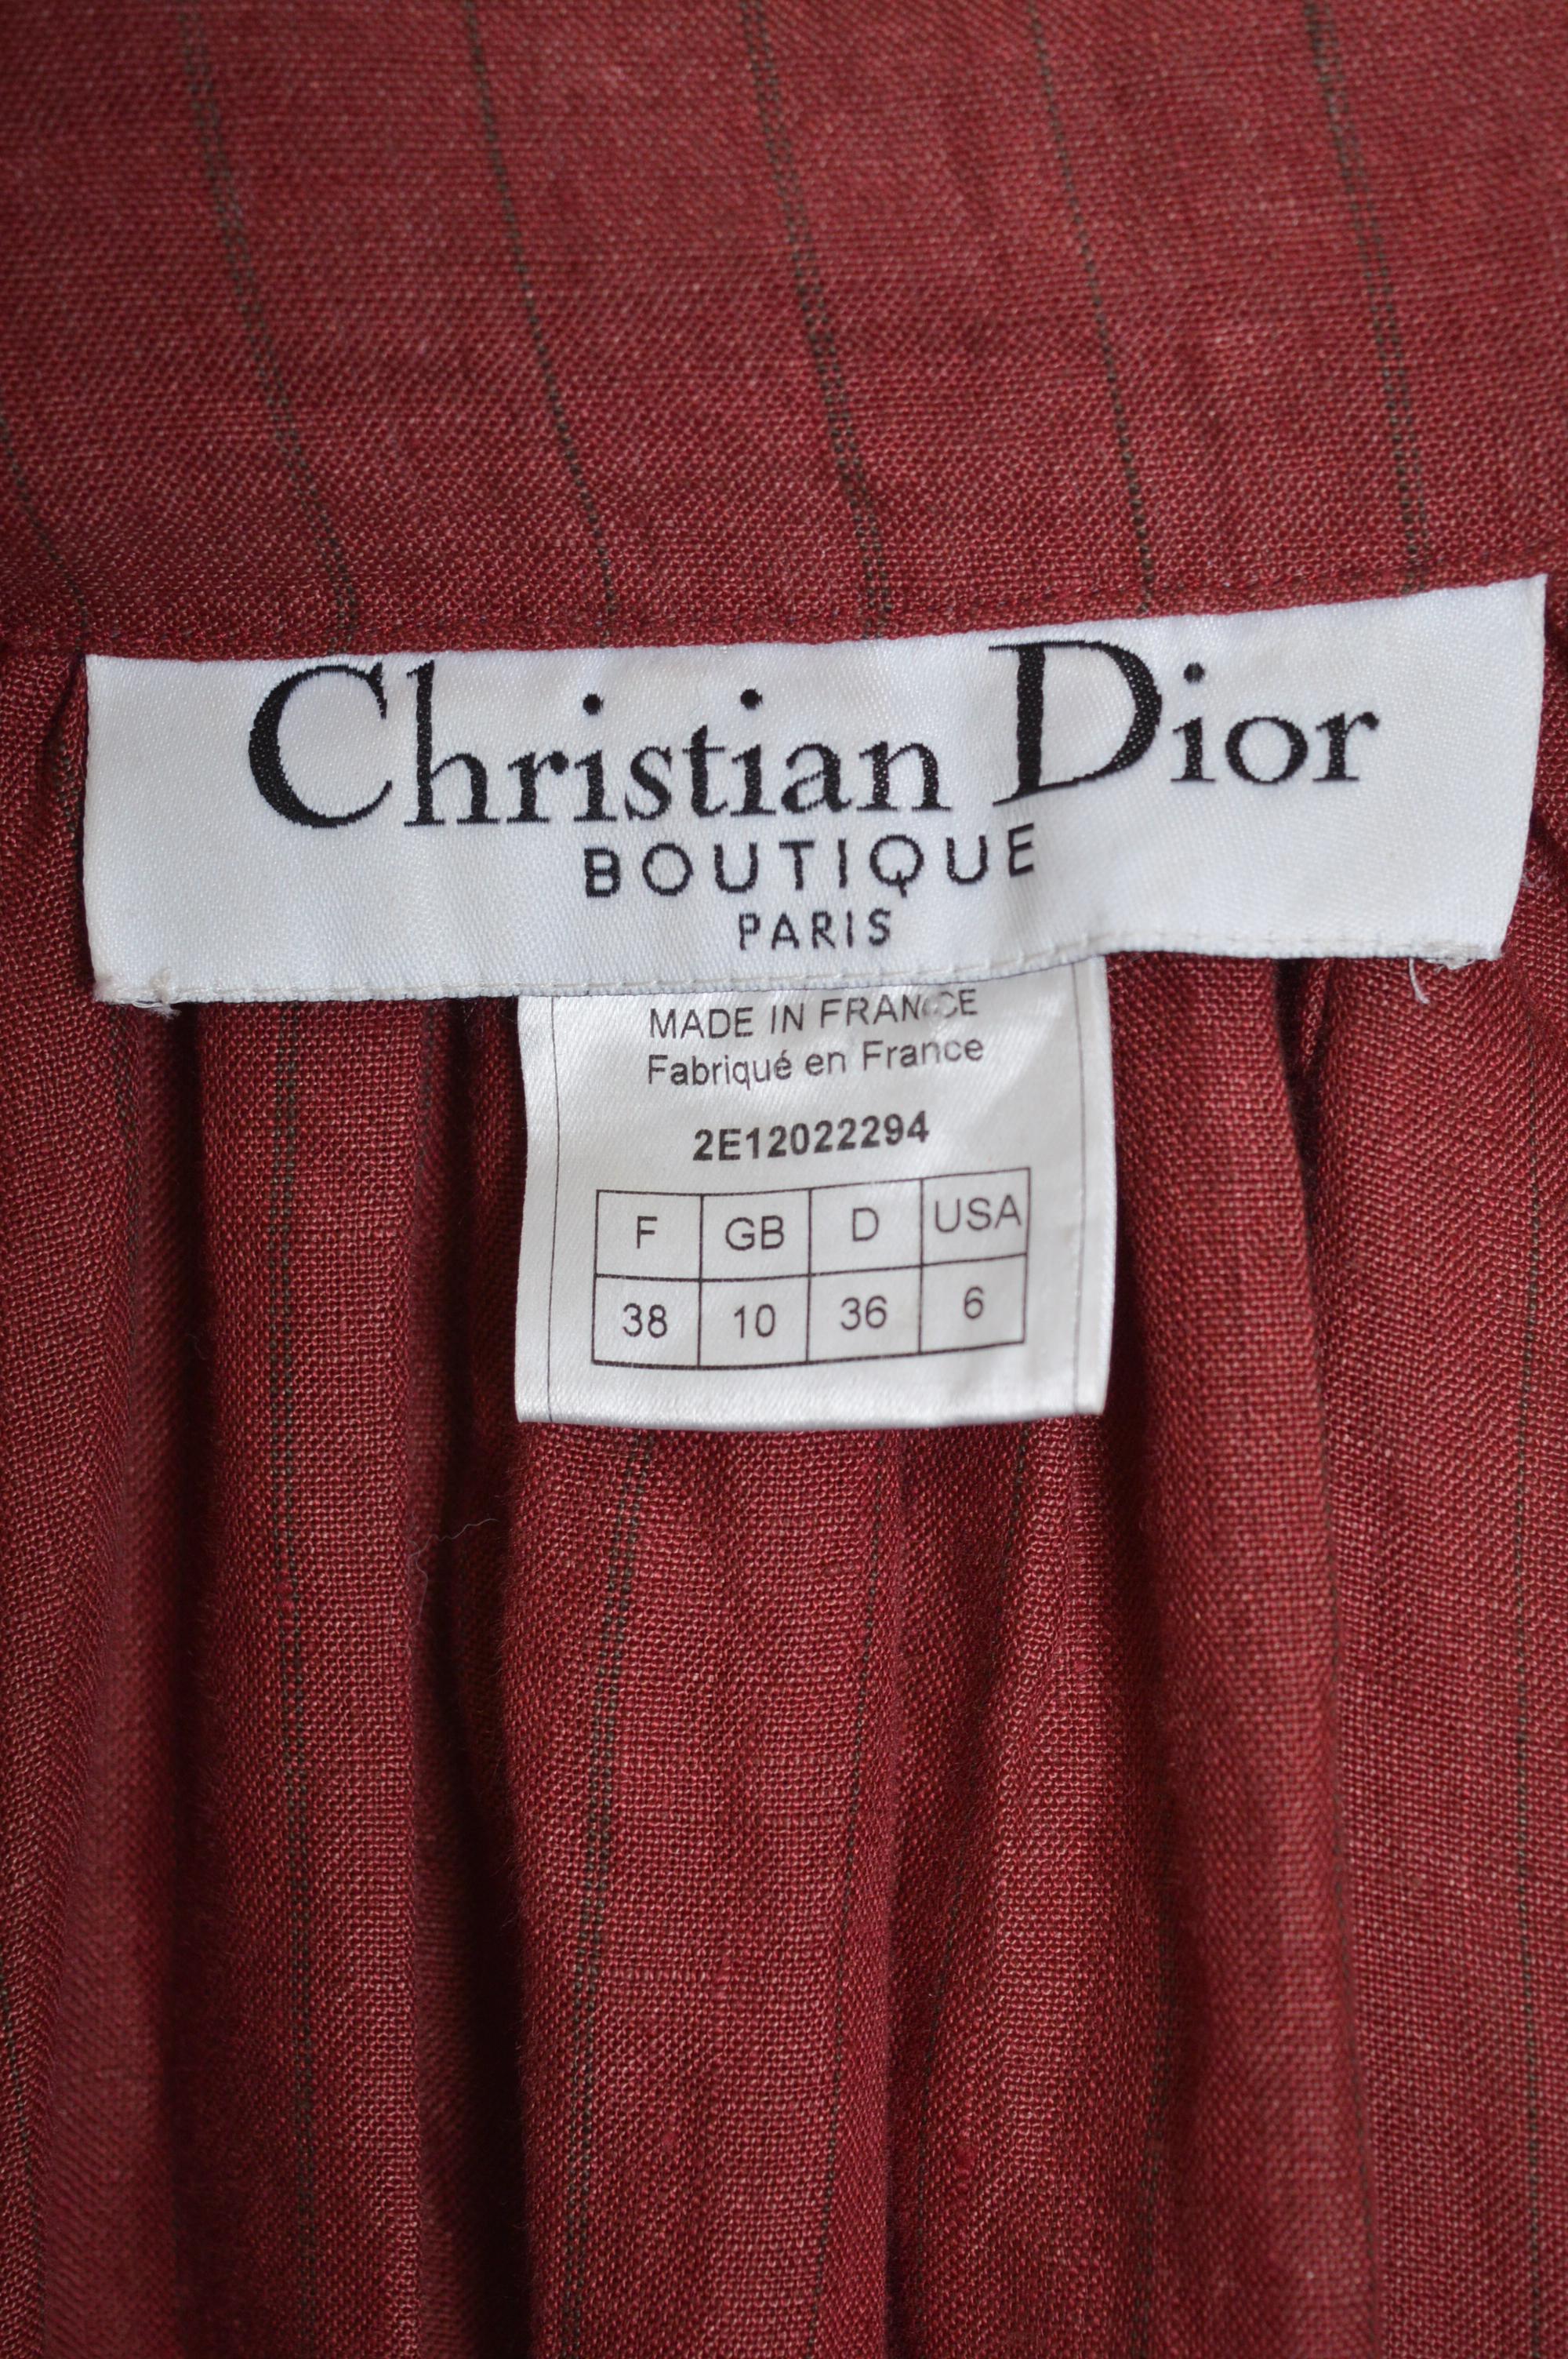 Christian Dior
BOUTIQUE
PARIS
MADE IN FRANCE
Fabriqué en France
2E12022294
F GB D USA
38 10 36 6